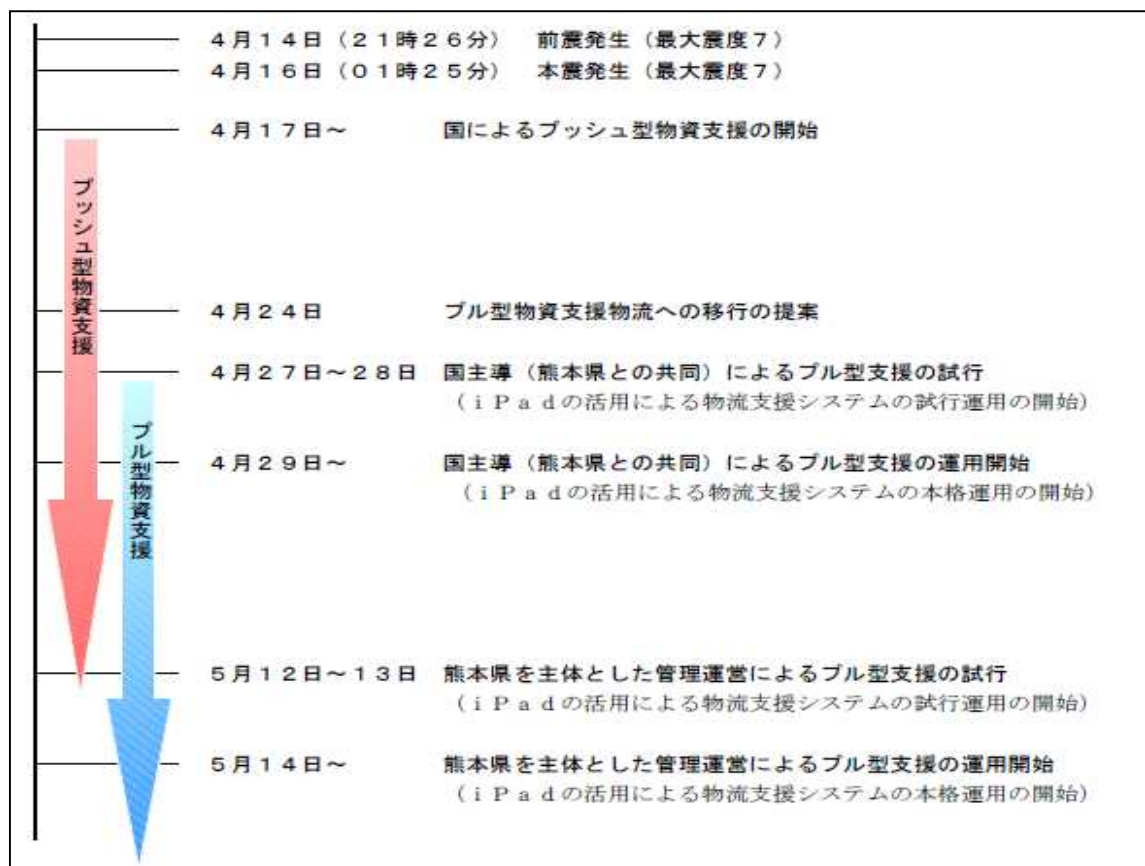 4月14日(21時26分) 前震発生(最大震度7)
4月16日(01時25分) 本震発生(最大震度7)
4月17日~ 国によるプッシュ型物資支援の開始
プッシュ型物資支援
4月24日 プル型物資支援物流への移行の提案
4月27日~28日 国主導(熊本県との共同)によるプル型支援の試行
(iPadの活用による物流支援システムの試行運用の開始)
プル型物資支援
4月29日~ 国主導(熊本県との共同)によるプル型支援の運用開始
(iPadの活用による物流支援システムの本格運用の開始)
5月12日~13日 熊本県を主体とした管理運営によるプル型支援の試行
(iPadの活用による物流支援システムの試行運用の開始)
5月14日~ 熊本県を主体とした管理運営によるプル型支援の運用開始
(iPadの活用による物流支援システムの本格運用の開始)